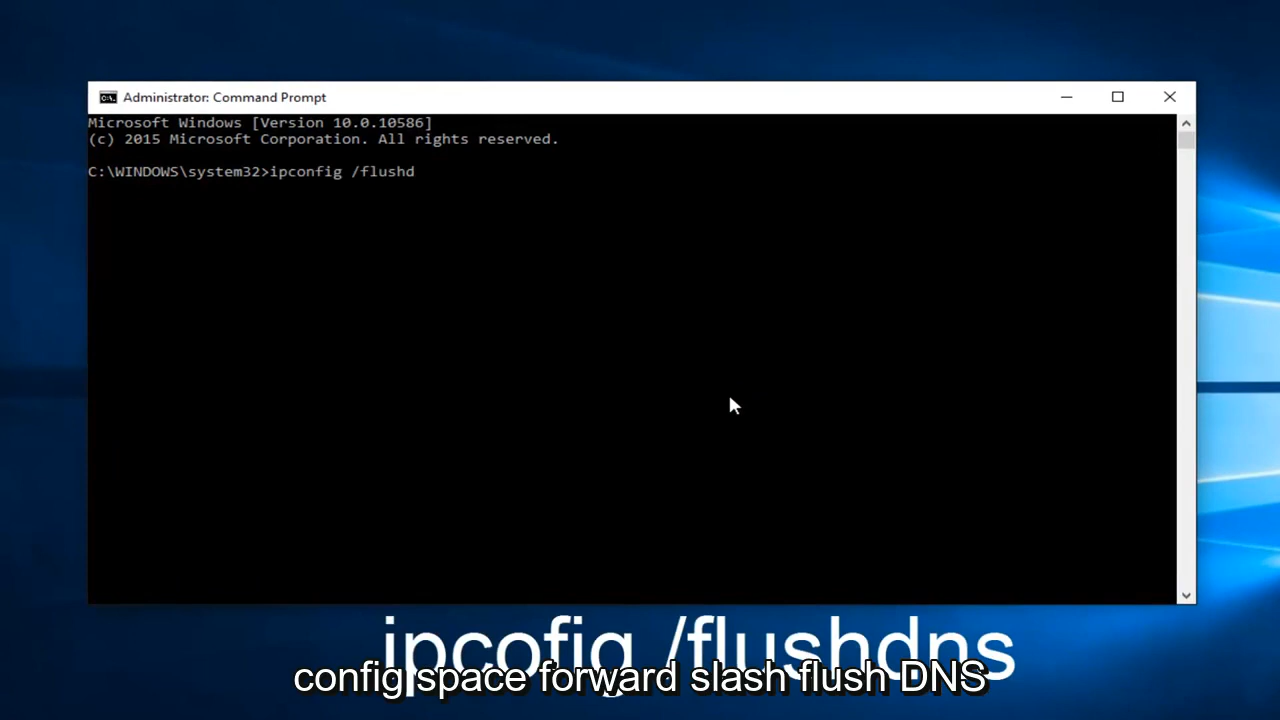 Administrator: Command Prompt
Microsoft Windows [Version 10.0.10586]
(c) 2015 Microsoft Corporation. All rights reserved.
C:\WINDOWS\system32>ipconfig /flushd
ipcofig /flushdns
config space forward slash flush DNS